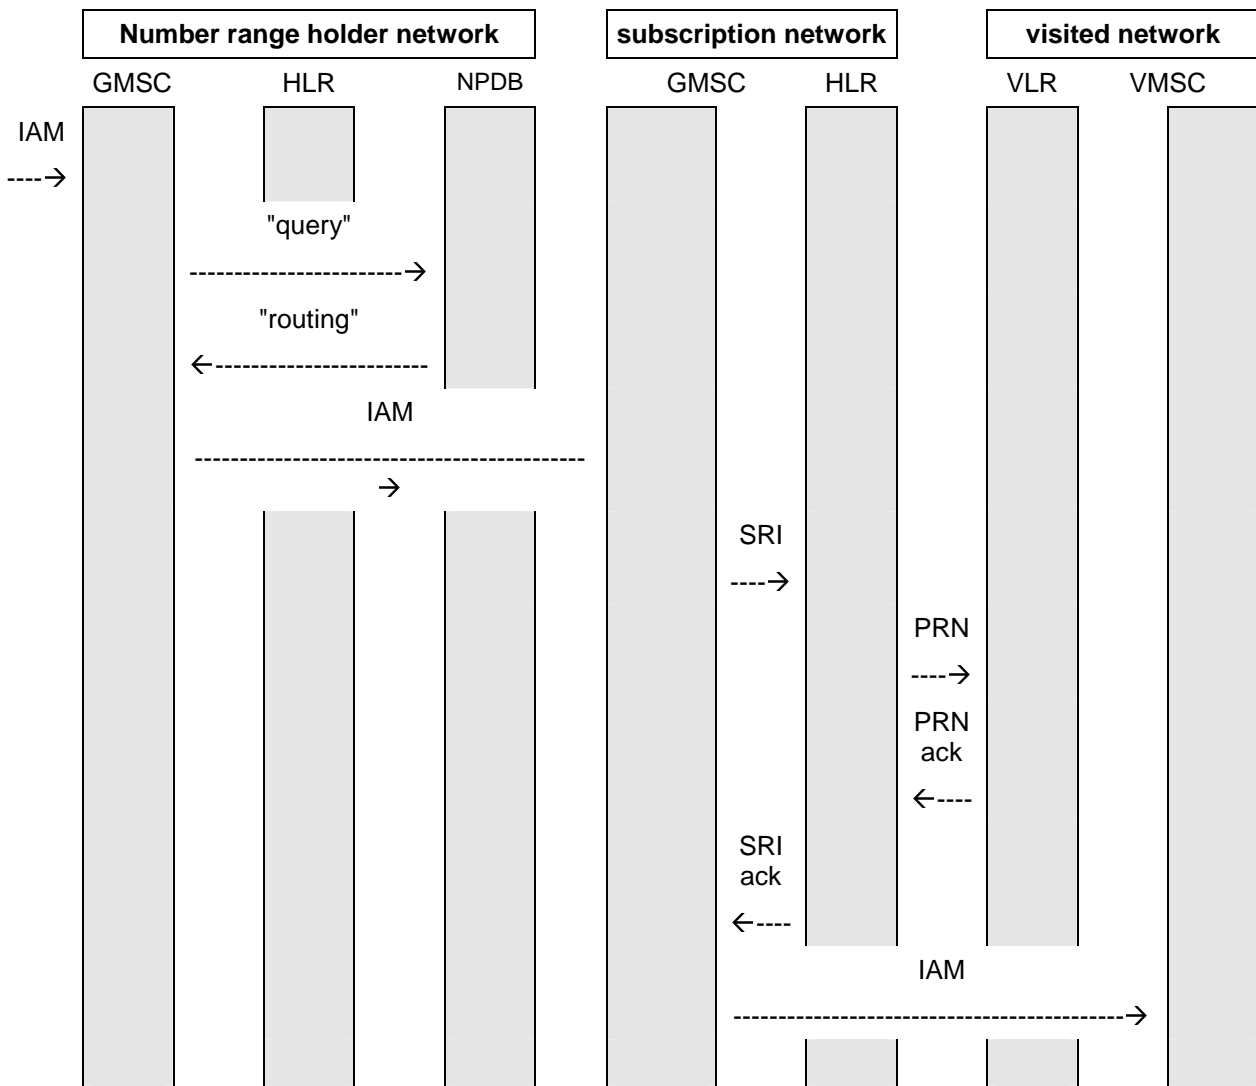 Number range holder network
subscription network
visited network
GMSC
HLR
NPDB
GMSC
HLR
VLR
VMSC
IAM
"query"
"routing"
IAM
SRI
PRN
PRN
ack
SRI
ack
IAM